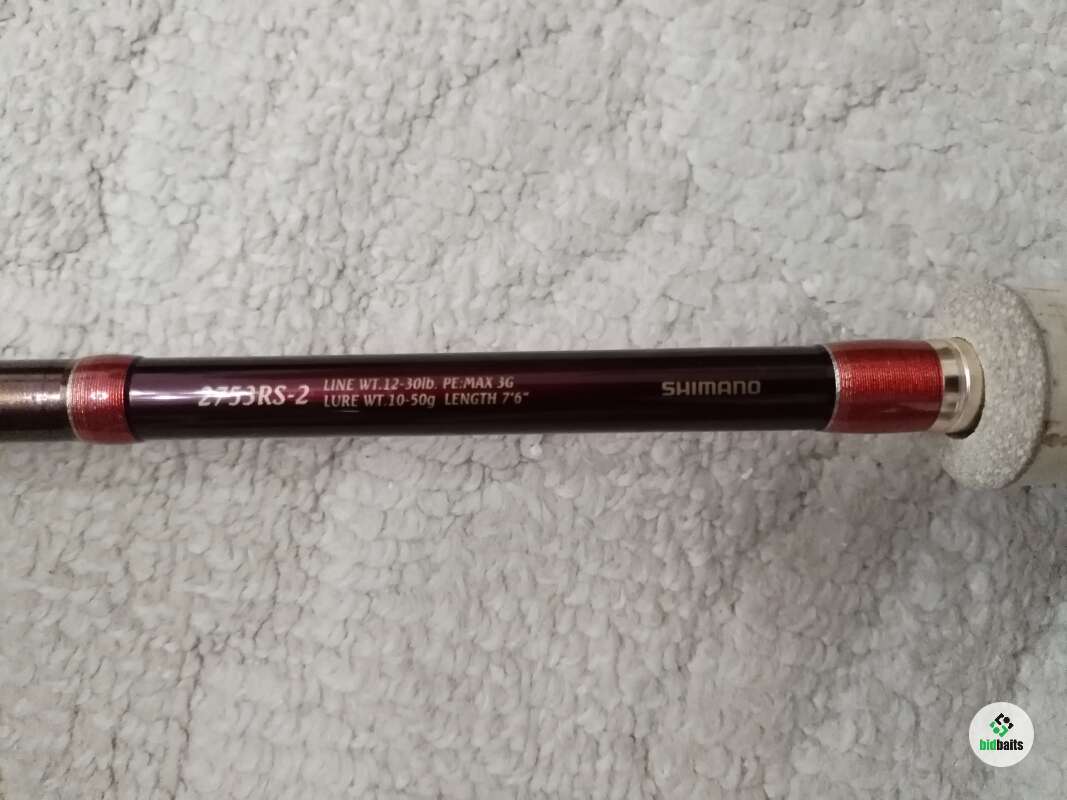 2753RS-2
LINE WT.12-30lb. PE:MAX 3G
LURE WT.10-50g LENGTH 7'6"
SHIMANO
bidbaits